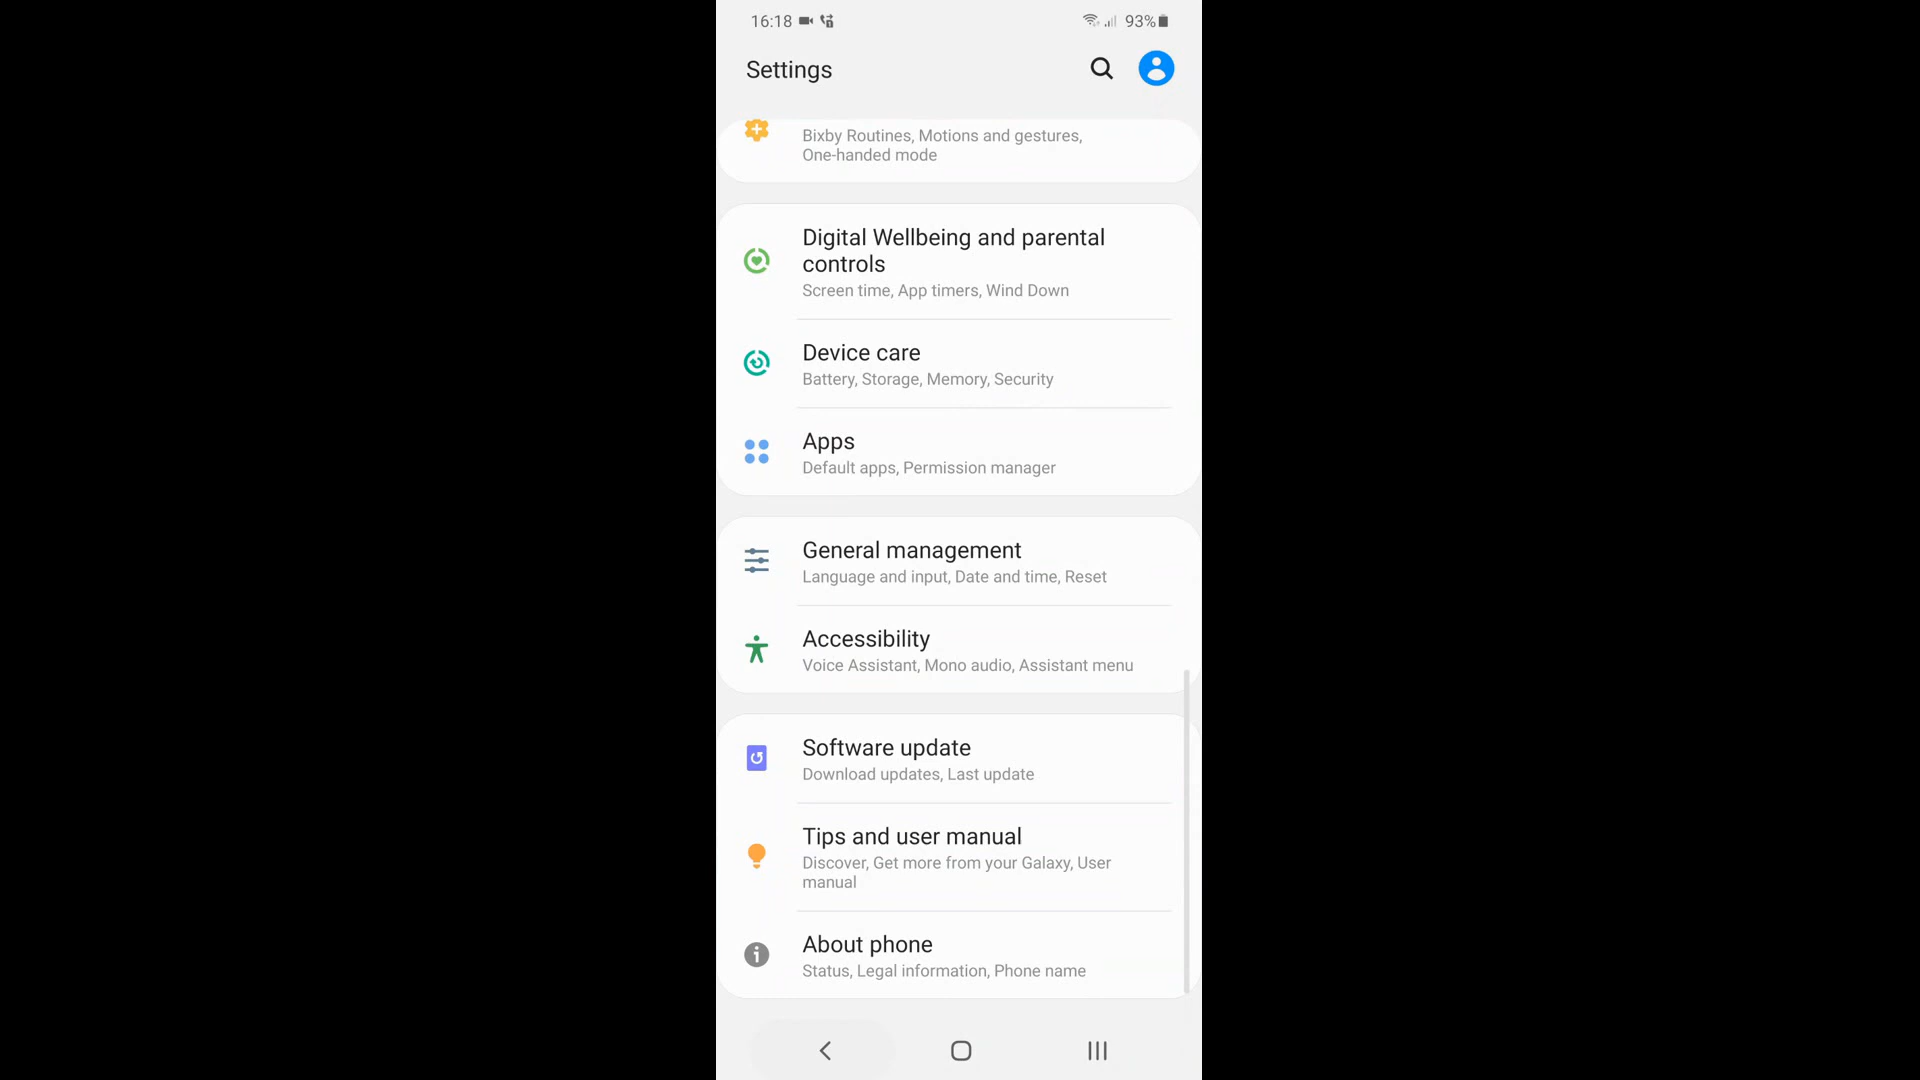 16:18
93%
Settings
Bixby Routines, Motions and gestures,
One-handed mode
Digital Wellbeing and parental
controls
Screen time, App timers, Wind Down
Device care
Battery, Storage, Memory, Security
Apps
Default apps, Permission manager
General management
Language and input, Date and time, Reset
Accessibility
Voice Assistant, Mono audio, Assistant menu
Software update
Download updates, Last update
Tips and user manual
Discover, Get more from your Galaxy, User
manual
About phone
Status, Legal information, Phone name